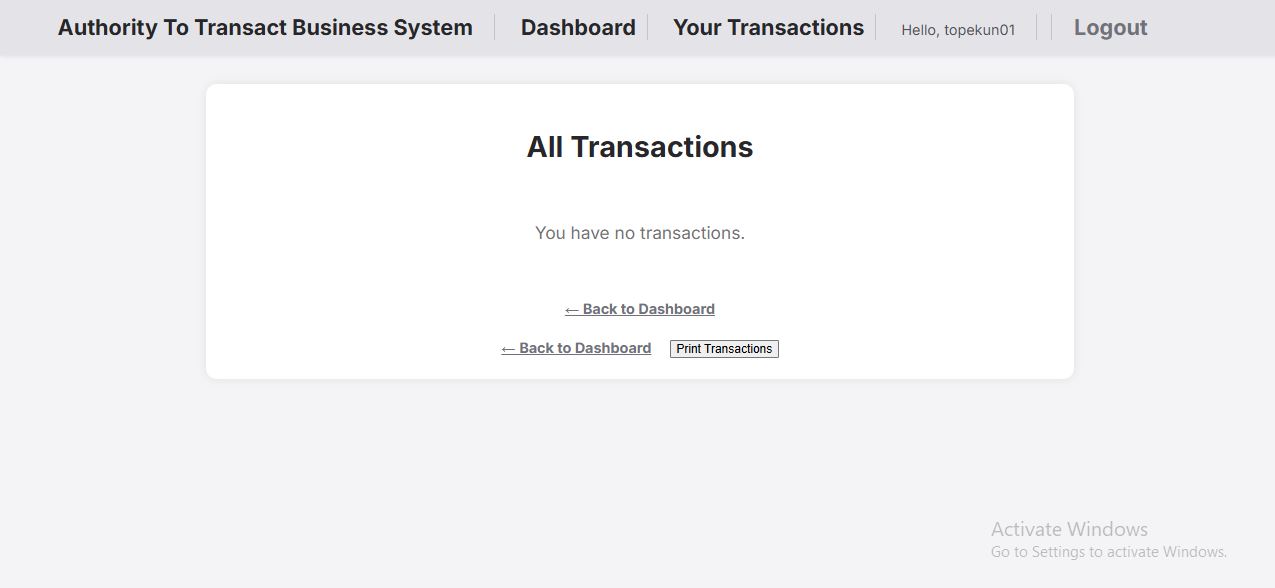 Authority To Transact Business System Dashboard Your Transactions Hello, topekun01 Logout
All Transactions
You have no transactions.
← Back to Dashboard
← Back to Dashboard Print Transactions
Activate Windows
Go to Settings to activate Windows.